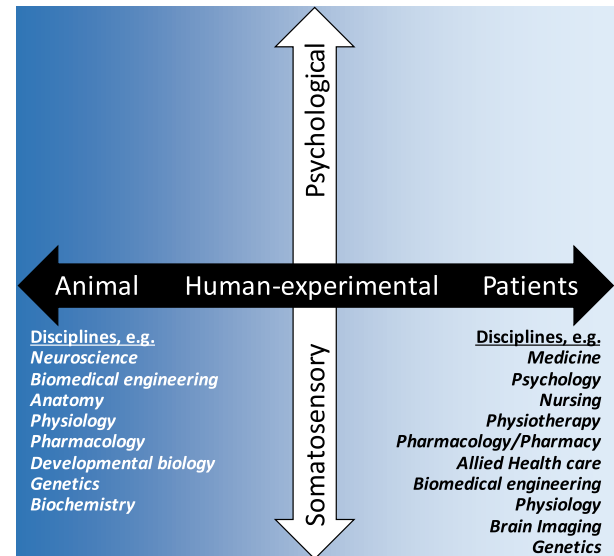 Psychological
Animal Human-experimental Patients
Somatosensory
Disciplines, e.g.
Neuroscience
Biomedical engineering
Anatomy
Physiology
Pharmacology
Developmental biology
Genetics
Biochemistry
Disciplines, e.g.
Medicine
Psychology
Nursing
Physiotherapy
Pharmacology/Pharmacy
Allied Health care
Biomedical engineering
Physiology
Brain Imaging
Genetics